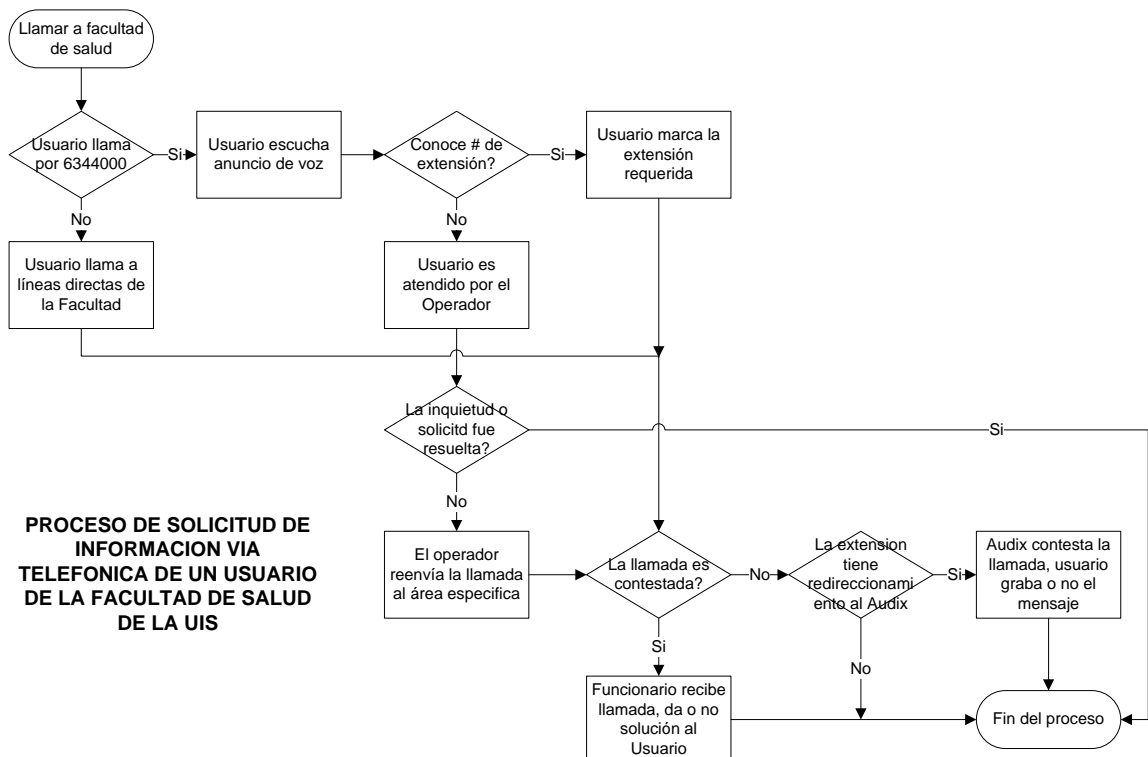 Llamar a facultad
de salud
Usuario llama
por 6344000
Si
Usuario escucha
anuncio de voz
Conoce # de
extensión?
Si
Usuario marca la
extensión
requerida
No
No
Usuario llama a
líneas directas de
la Facultad
Usuario es
atendido por el
Operador
La inquietud o
solicitd fue
resuelta?
Si
No
PROCESO DE SOLICITUD DE
INFORMACION VIA
TELEFONICA DE UN USUARIO
DE LA FACULTAD DE SALUD
DE LA UIS
El operador
reenvía la llamada
al área especifica
La llamada es
contestada?
No
La extension
tiene
redireccionami
ento al Audix
Si
Audix contesta la
llamada, usuario
graba o no el
mensaje
Si
No
Funcionario recibe
llamada, da o no
solución al
Usuario
Fin del proceso